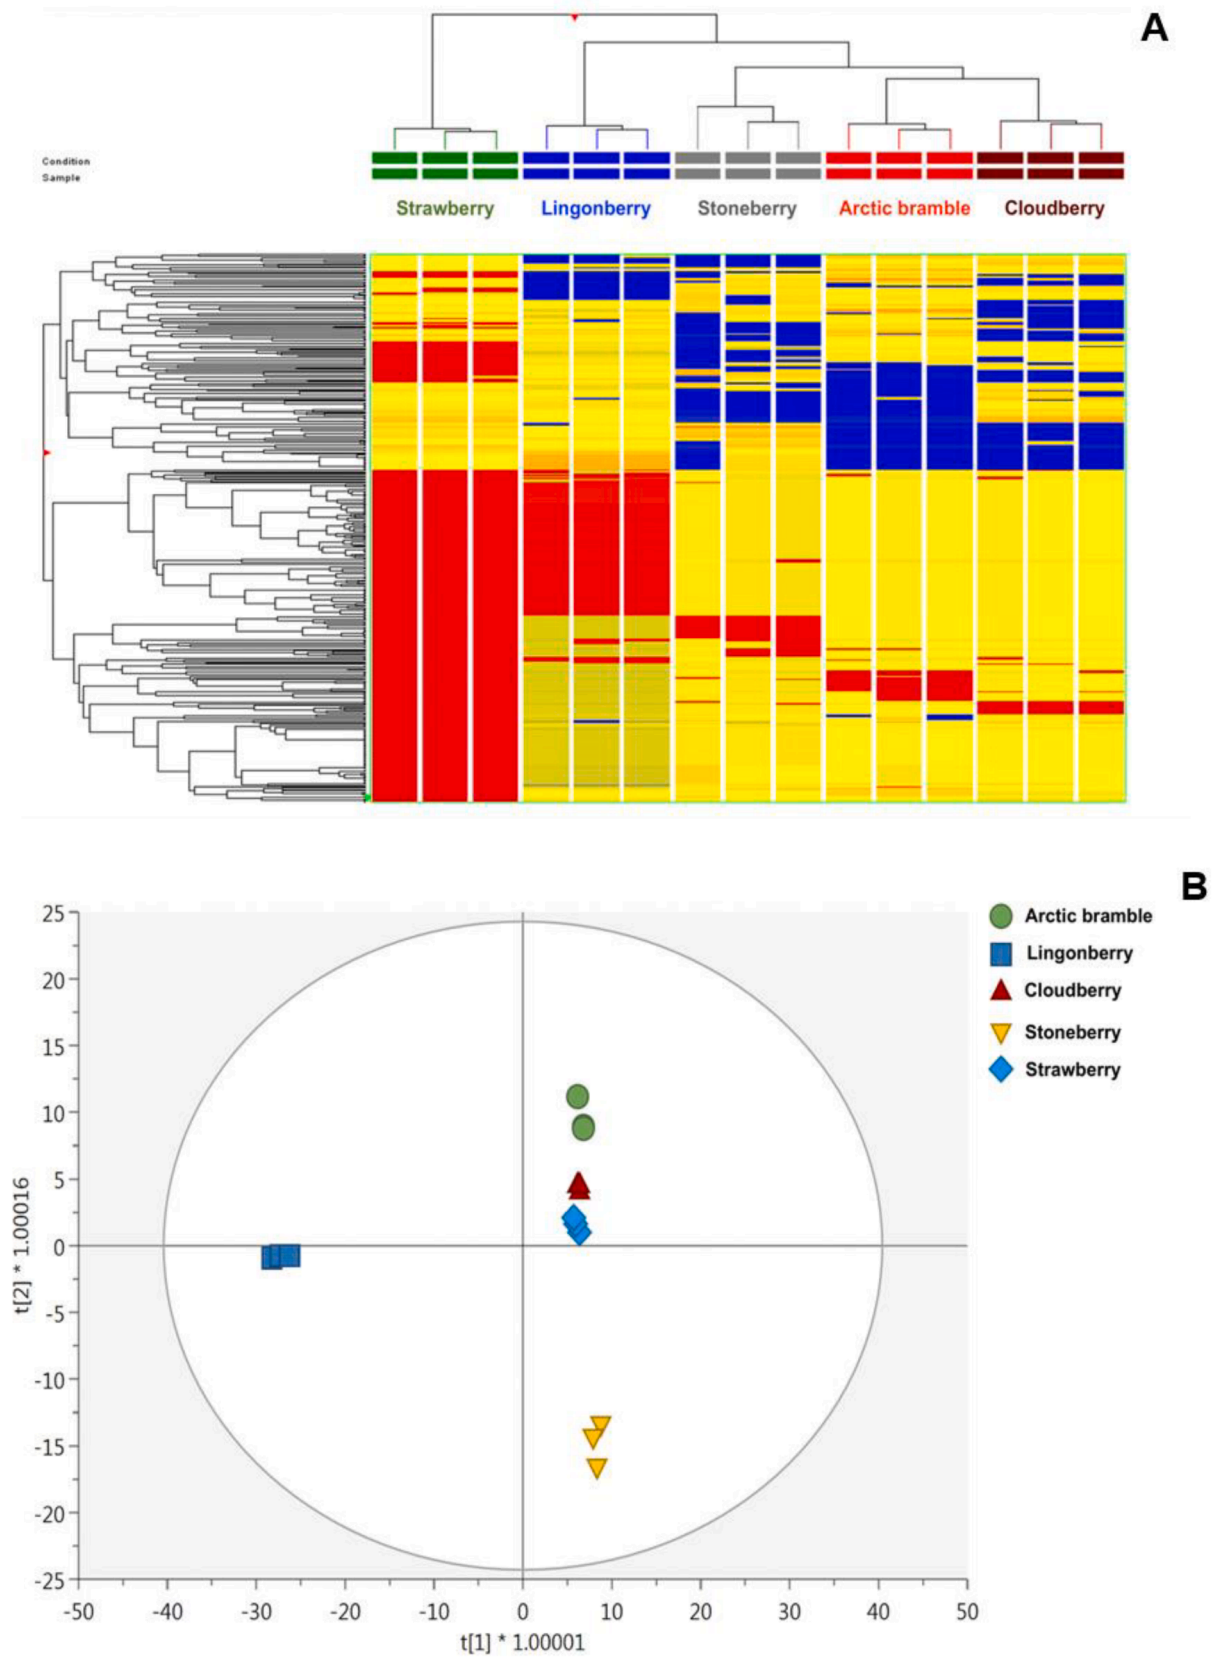 A
Condition
Sample
Strawberry Lingonberry Stoneberry Arctic bramble Cloudberry
B
Arctic bramble
Lingonberry
Cloudberry
Stoneberry
Strawberry
25
20
15
10
5
0
-5
-10
-15
-20
-25
t[2] * 1.00016
-50 -40 -30 -20 -10 0 10 20 30 40 50
t[1] * 1.00001